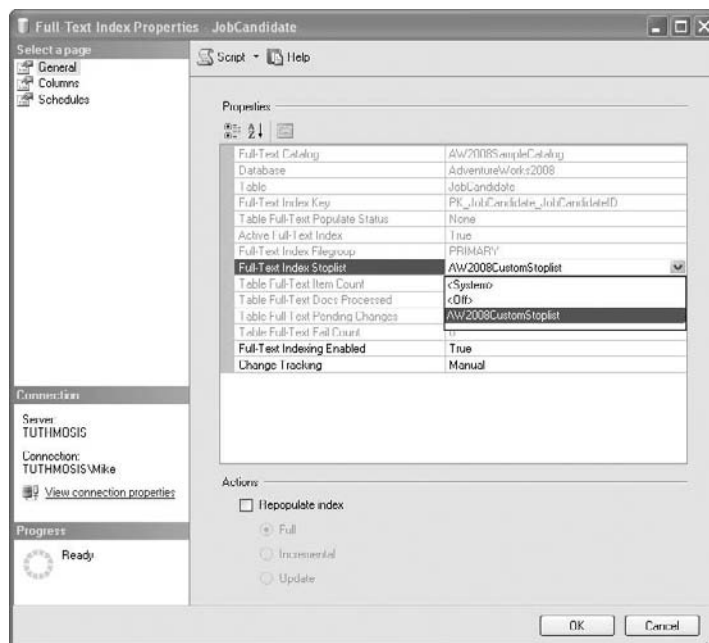 Full-Text Index Properties - JobCandidate
Select a page
General
Columns
Schedules
Script
Help
Properties
Full-Text Catalog AW2008SampleCatalog
Database AdventureWorks2008
Table JobCandidate
Full-Text Index Key PK_JobCandidate_JobCandidateID
Table Full-Text Populate Status None
Active Full-Text Index True
Full-Text Index Filegroup PRIMARY
Full-Text Index Stoplist AW2008CustomStoplist
Table Full-Text Item Count <System>
Table Full-Text Docs Processed <Off>
Table Full-Text Pending Changes AW2008CustomStoplist
Table Full-Text Fail Count 0
Full-Text Indexing Enabled True
Change Tracking Manual
Connection
Server:
TUTHMOSIS
Connection:
TUTHMOSIS\Mike
View connection properties
Progress
Ready
Actions
Repopulate index
Full
Incremental
Update
OK Cancel